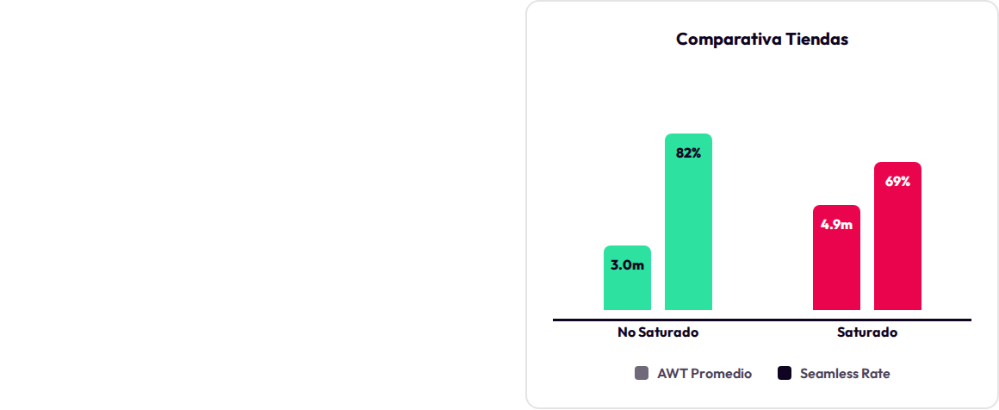 Comparativa Tiendas
82%
69%
4.9m
3.0m
No Saturado
Saturado
AWT Promedio
Seamless Rate